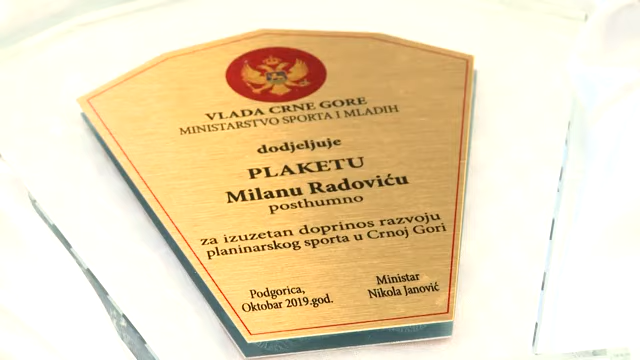 VLADA CRNE GORE
MINISTARSTVO SPORTA I MLADIH
dodjeljuje
PLAKETU
Milanu Radoviću
posthumno
za izuzetan doprinos razvoju
planinarskog sporta u Crnoj Gori
Podgorica,
Oktobar 2019.god.
Ministar
Nikola Janović